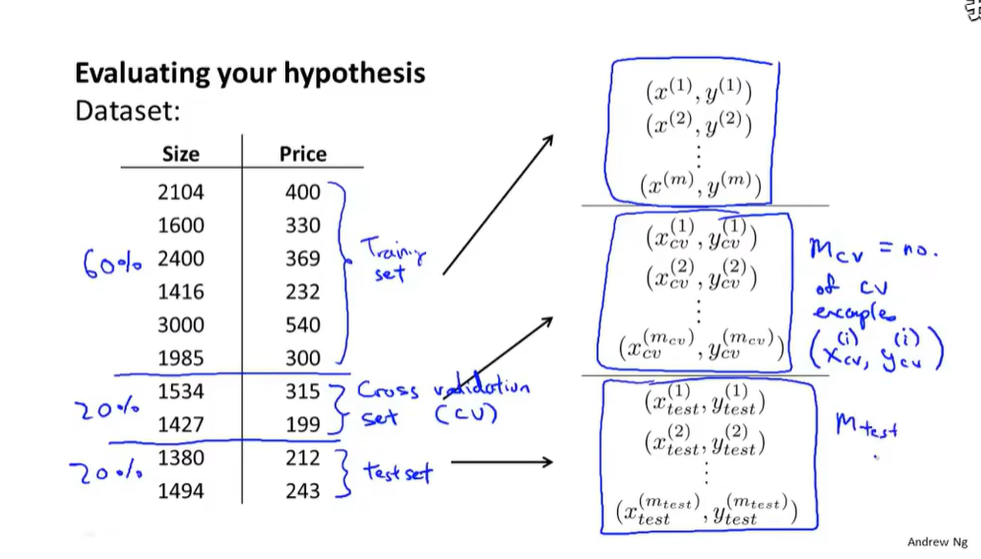 Evaluating your hypothesis
Dataset:
Size Price
2104 400
1600 330
2400 369
1416 232
3000 540
1985 300
1534 315
1427 199
1380 212
1494 243
60%
20%
20%
Training set
Cross validation
set (CV)
test set
(x^{(1)}, y^{(1)})
(x^{(2)}, y^{(2)})
⋮
(x^{(m)}, y^{(m)})
(x_{cv}^{(1)}, y_{cv}^{(1)})
(x_{cv}^{(2)}, y_{cv}^{(2)})
⋮
(x_{cv}^{(m_{cv})}, y_{cv}^{(m_{cv})})
m_{cv} = no.
of CV
examples
(x_{cv}^{(i)}, y_{cv}^{(i)})
(x_{test}^{(1)}, y_{test}^{(1)})
(x_{test}^{(2)}, y_{test}^{(2)})
⋮
(x_{test}^{(m_{test})}, y_{test}^{(m_{test})})
m_{test}
Andrew Ng